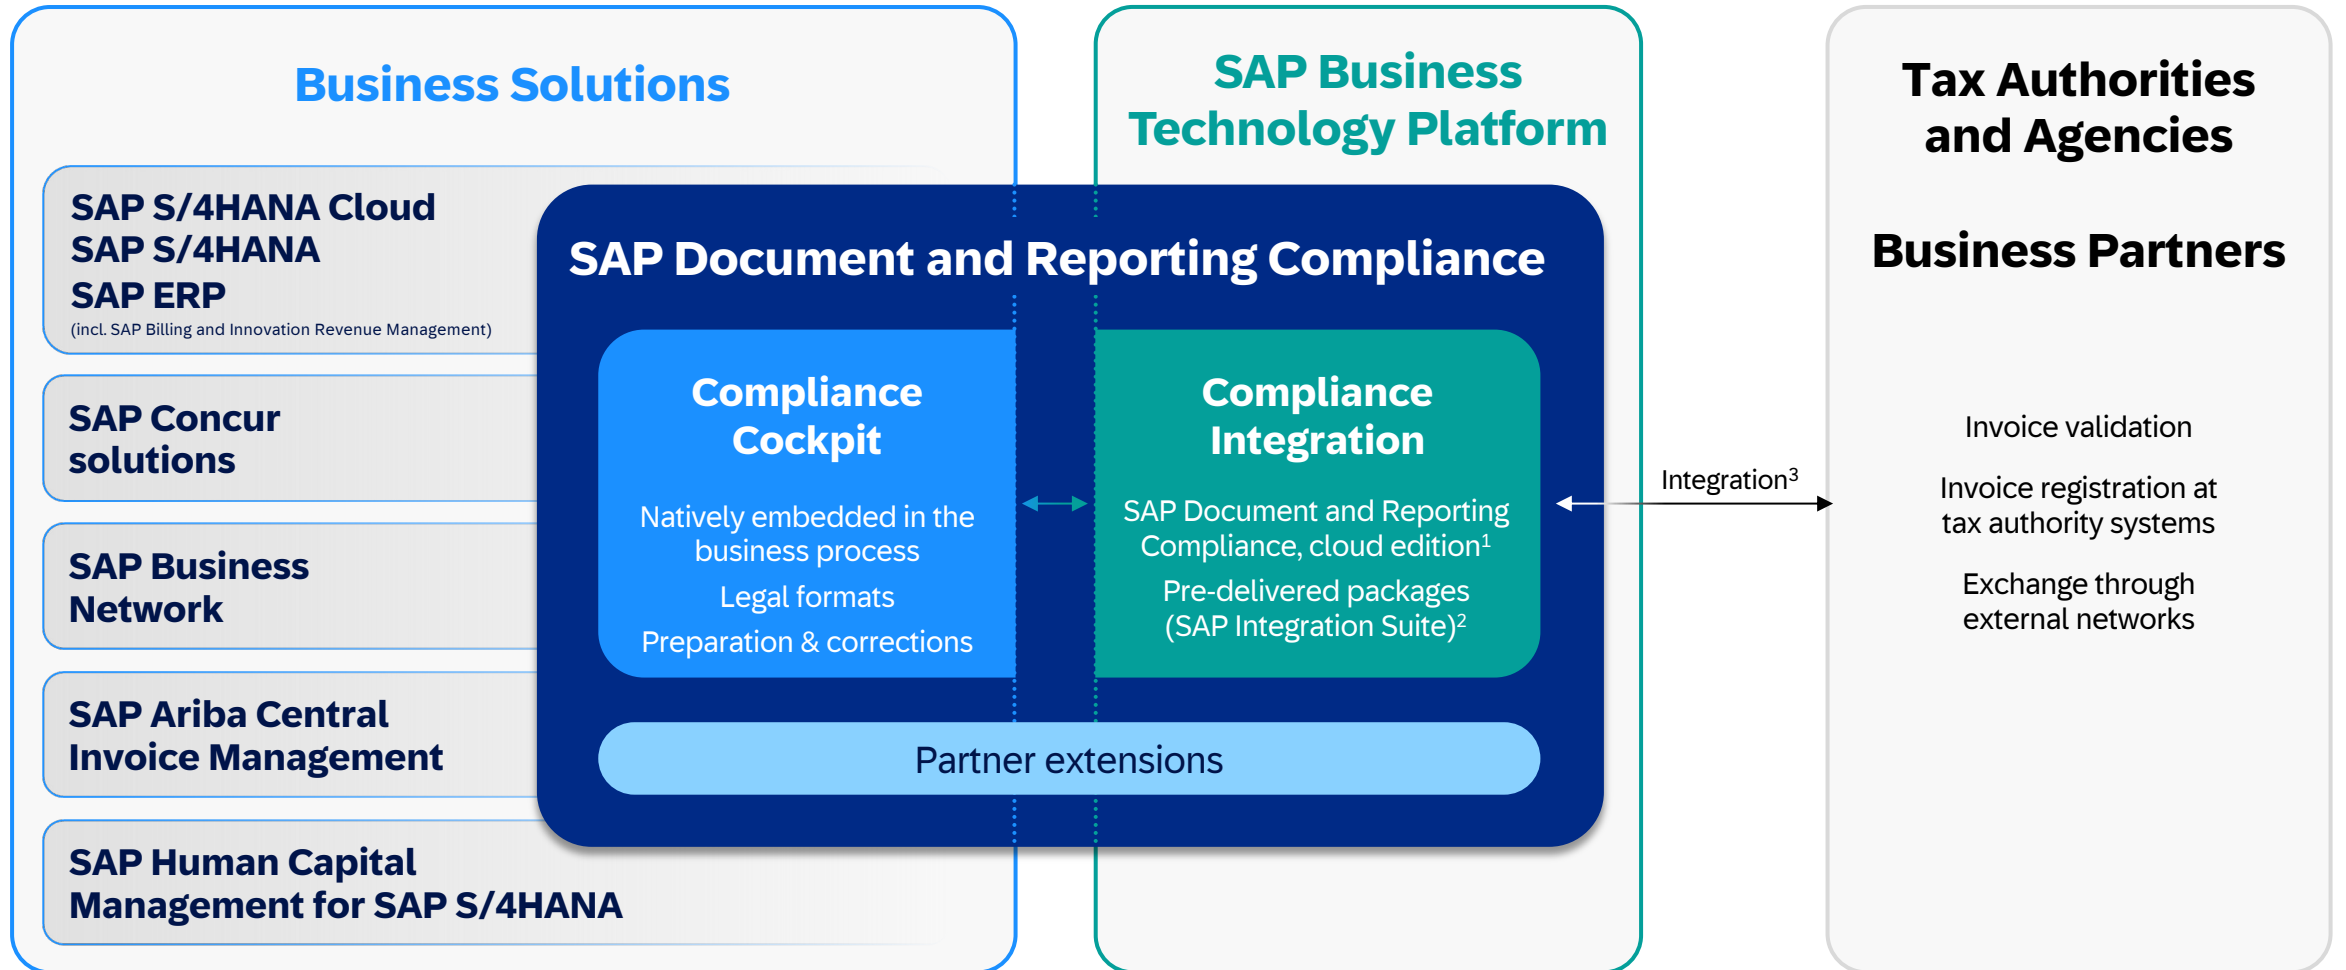 Business Solutions
SAP S/4HANA Cloud
SAP S/4HANA
SAP ERP
(incl. SAP Billing and Innovation Revenue Management)
SAP Concur
solutions
SAP Business
Network
SAP Ariba Central
Invoice Management
SAP Human Capital
Management for SAP S/4HANA
SAP Business
Technology Platform
SAP Document and Reporting Compliance
Compliance
Cockpit
Natively embedded in the
business process
Legal formats
Preparation & corrections
Compliance
Integration
SAP Document and Reporting
Compliance, cloud edition¹
Pre-delivered packages
(SAP Integration Suite)²
Partner extensions
Integration³
Tax Authorities
and Agencies
Business Partners
Invoice validation
Invoice registration at
tax authority systems
Exchange through
external networks